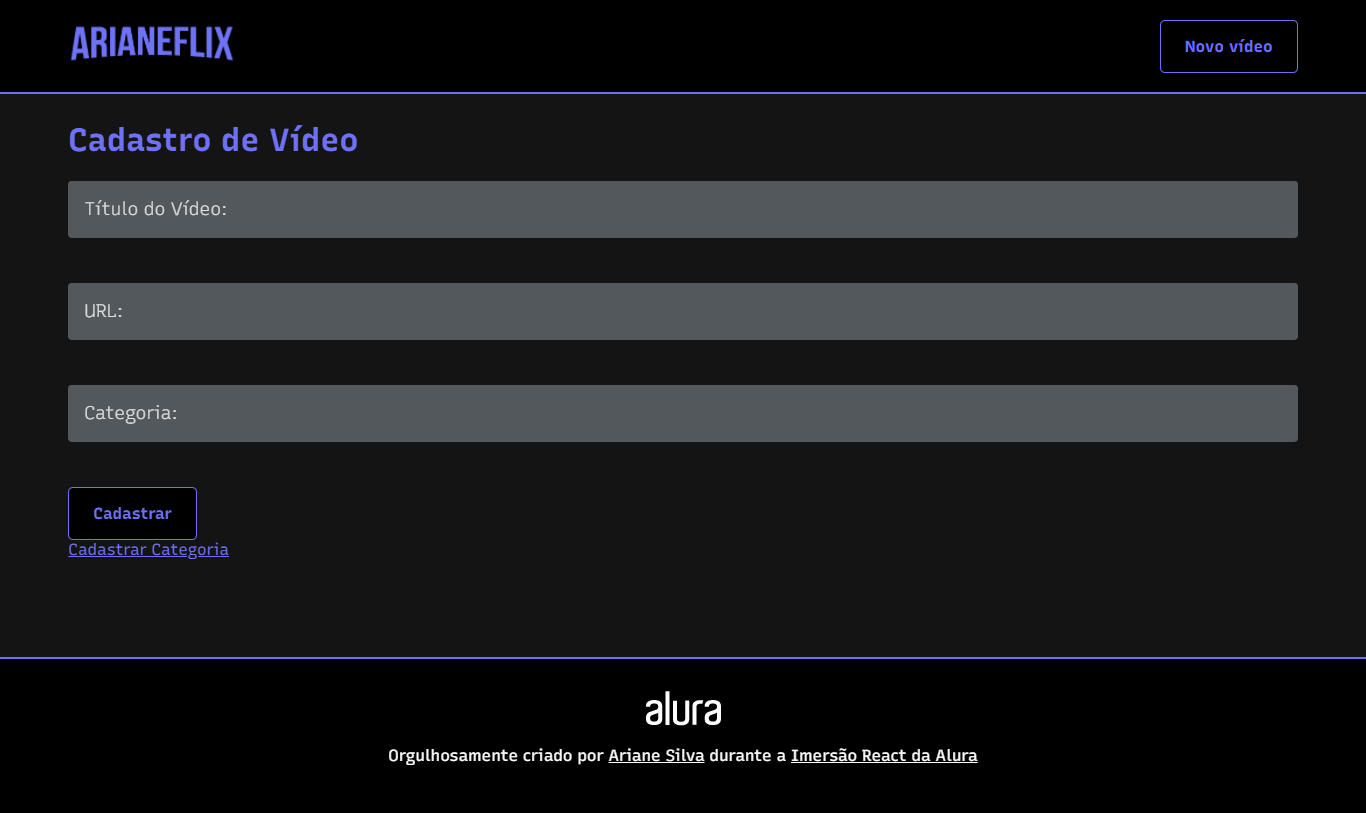 ARIANEFLIX
Novo vídeo
Cadastro de Vídeo
Título do Vídeo:
URL:
Categoria:
Cadastrar
Cadastrar Categoria
alura
Orgulhosamente criado por Ariane Silva durante a Imersão React da Alura